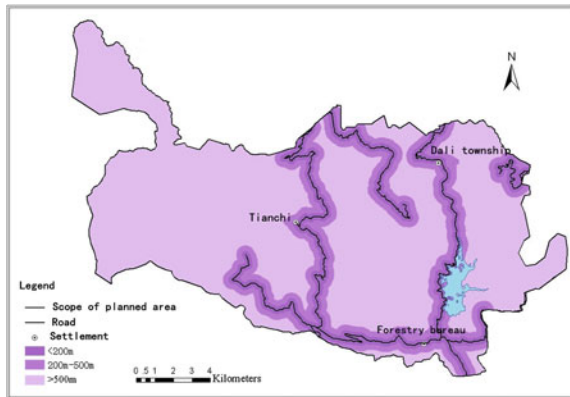 N
Dali township
Tianchi
Forestry bureau
Legend
Scope of planned area
Road
Settlement
<200m
200m-500m
>500m
0 .5 1 2 3 4
Kilometers